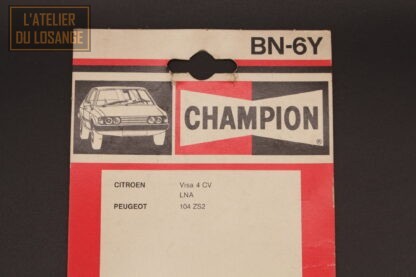 L'ATELIER
DU LOSANGE
BN-6Y
CHAMPION
®
CITROEN Visa 4 CV
LNA
PEUGEOT 104 ZS2